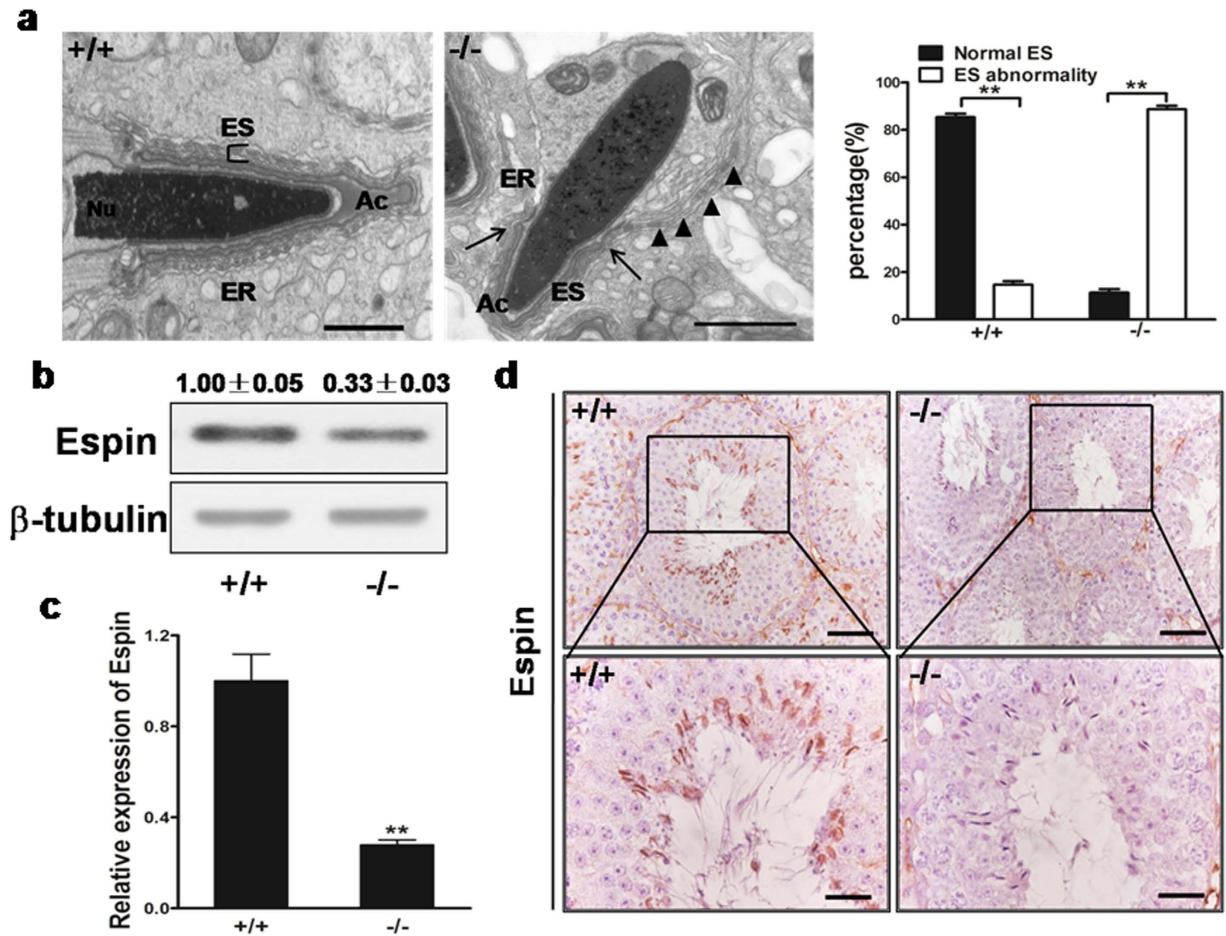 a
+/+
ES
Nu
Ac
ER
-/-
ER
Ac
ES
Normal ES
ES abnormality
percentage(%)
100
80
60
40
20
0
**
**
+/+
-/-
b
1.00±0.05 0.33±0.03
Espin
β-tubulin
+/+ -/-
c
Relative expression of Espin
1.2
0.8
0.4
0.0
**
+/+
-/-
d
Espin
+/+
-/-
+/+
-/-